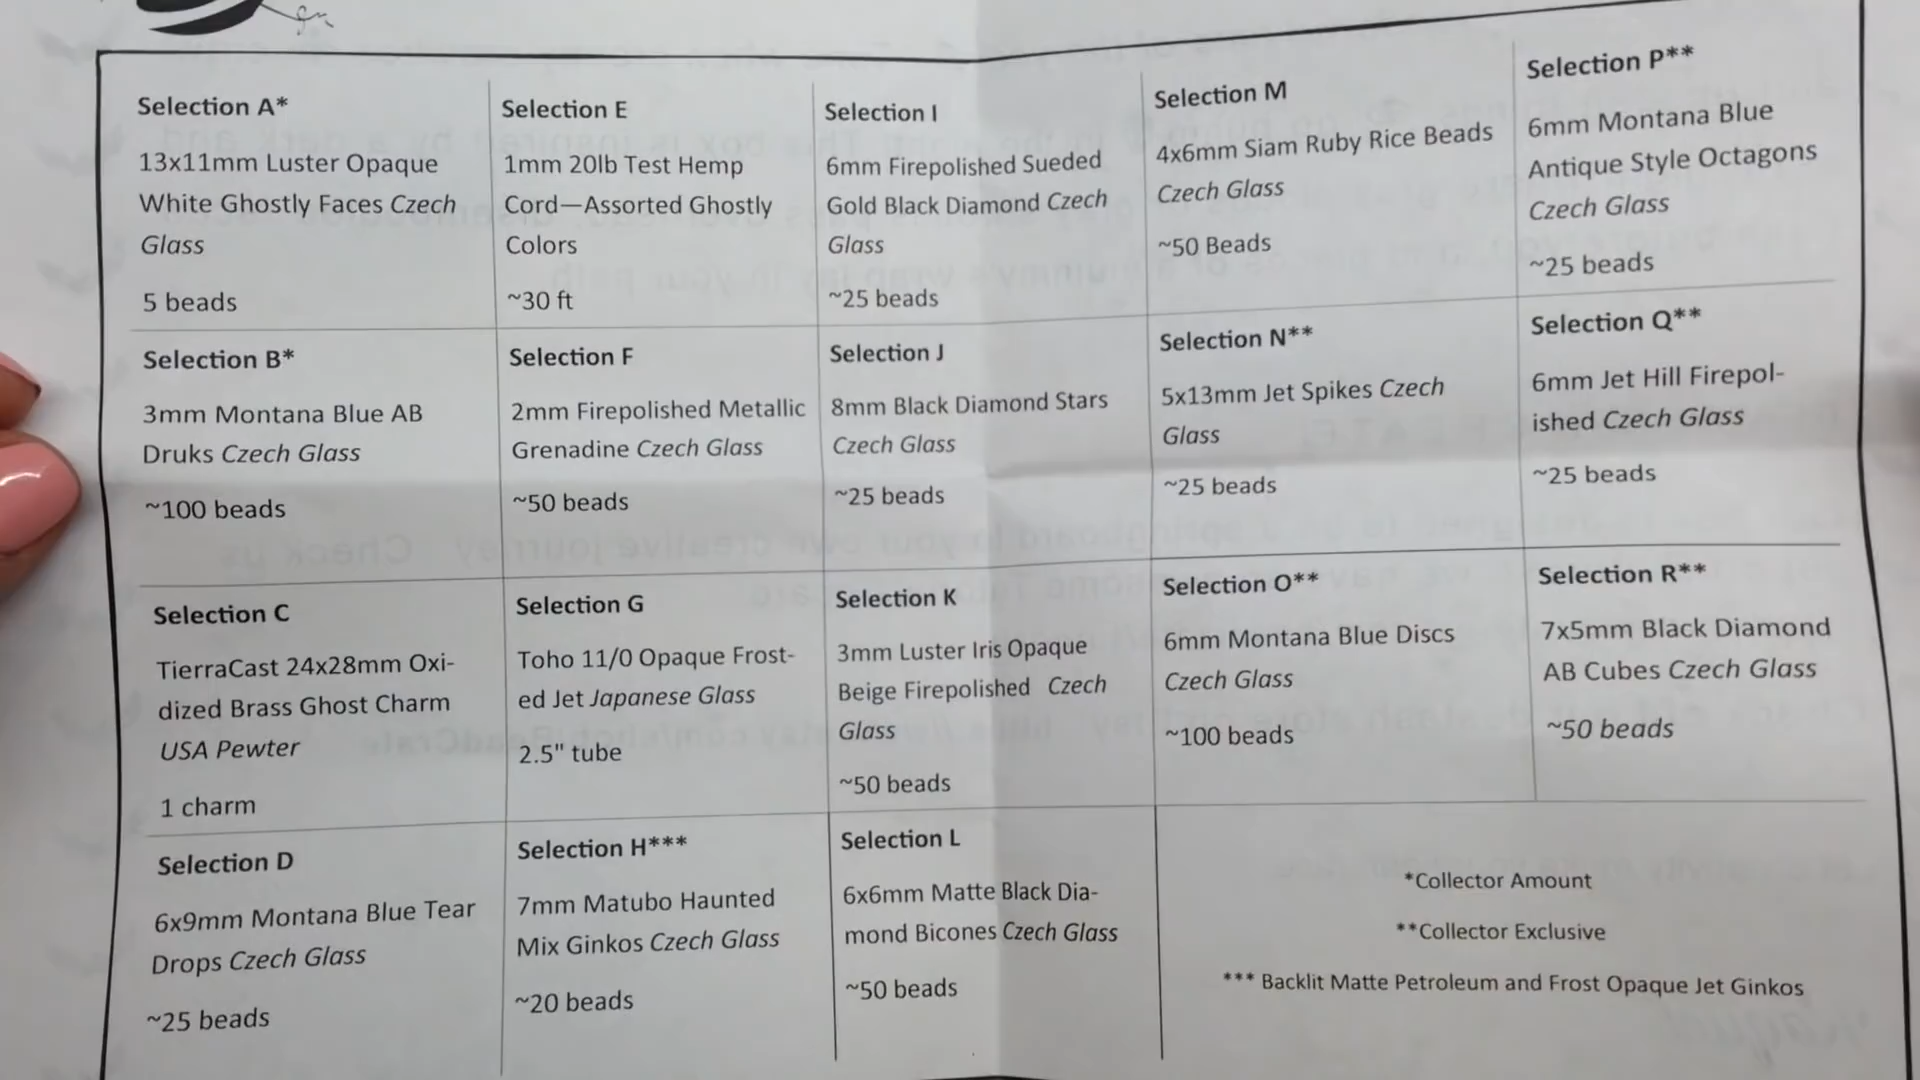 Selection A*
13x11mm Luster Opaque
White Ghostly Faces Czech
Glass
5 beads
Selection B*
3mm Montana Blue AB
Druks Czech Glass
~100 beads
Selection C
TierraCast 24x28mm Oxi-
dized Brass Ghost Charm
USA Pewter
1 charm
Selection D
6x9mm Montana Blue Tear
Drops Czech Glass
~25 beads
Selection E
1mm 20lb Test Hemp
Cord—Assorted Ghostly
Colors
~30 ft
Selection F
2mm Firepolished Metallic
Grenadine Czech Glass
~50 beads
Selection G
Toho 11/0 Opaque Frost-
ed Jet Japanese Glass
2.5" tube
Selection H***
7mm Matubo Haunted
Mix Ginkos Czech Glass
~20 beads
Selection I
6mm Firepolished Sueded
Gold Black Diamond Czech
Glass
~25 beads
Selection J
8mm Black Diamond Stars
Czech Glass
~25 beads
Selection K
3mm Luster Iris Opaque
Beige Firepolished Czech
Glass
~50 beads
Selection L
6x6mm Matte Black Dia-
mond Bicones Czech Glass
~50 beads
Selection M
4x6mm Siam Ruby Rice Beads
Czech Glass
~50 Beads
Selection N**
5x13mm Jet Spikes Czech
Glass
~25 beads
Selection O**
6mm Montana Blue Discs
Czech Glass
~100 beads
Selection P**
6mm Montana Blue
Antique Style Octagons
Czech Glass
~25 beads
Selection Q**
6mm Jet Hill Firepol-
ished Czech Glass
~25 beads
Selection R**
7x5mm Black Diamond
AB Cubes Czech Glass
~50 beads
*Collector Amount
**Collector Exclusive
*** Backlit Matte Petroleum and Frost Opaque Jet Ginkos